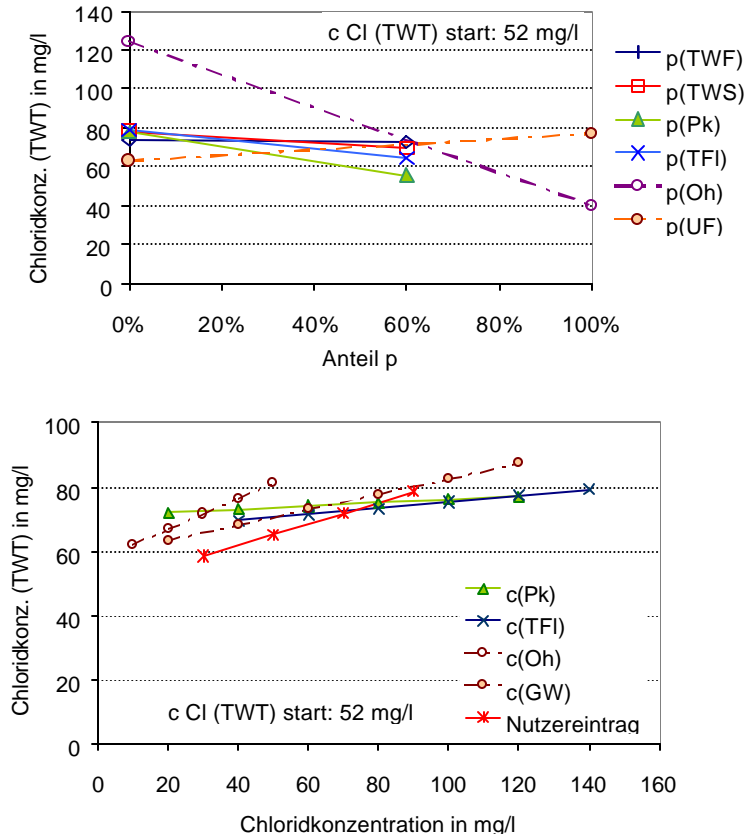 c Cl (TWT) start: 52 mg/l
Chloridkonz. (TWT) in mg/l
140
120
100
80
60
40
20
0
0% 20% 40% 60% 80% 100%
Anteil p
p(TWF)
p(TWS)
p(Pk)
p(TFl)
p(Oh)
p(UF)
Chloridkonz. (TWT) in mg/l
100
80
60
40
20
0
c(Pk)
c(TFl)
c(Oh)
c(GW)
Nutzereintrag
c Cl (TWT) start: 52 mg/l
0 20 40 60 80 100 120 140 160
Chloridkonzentration in mg/l